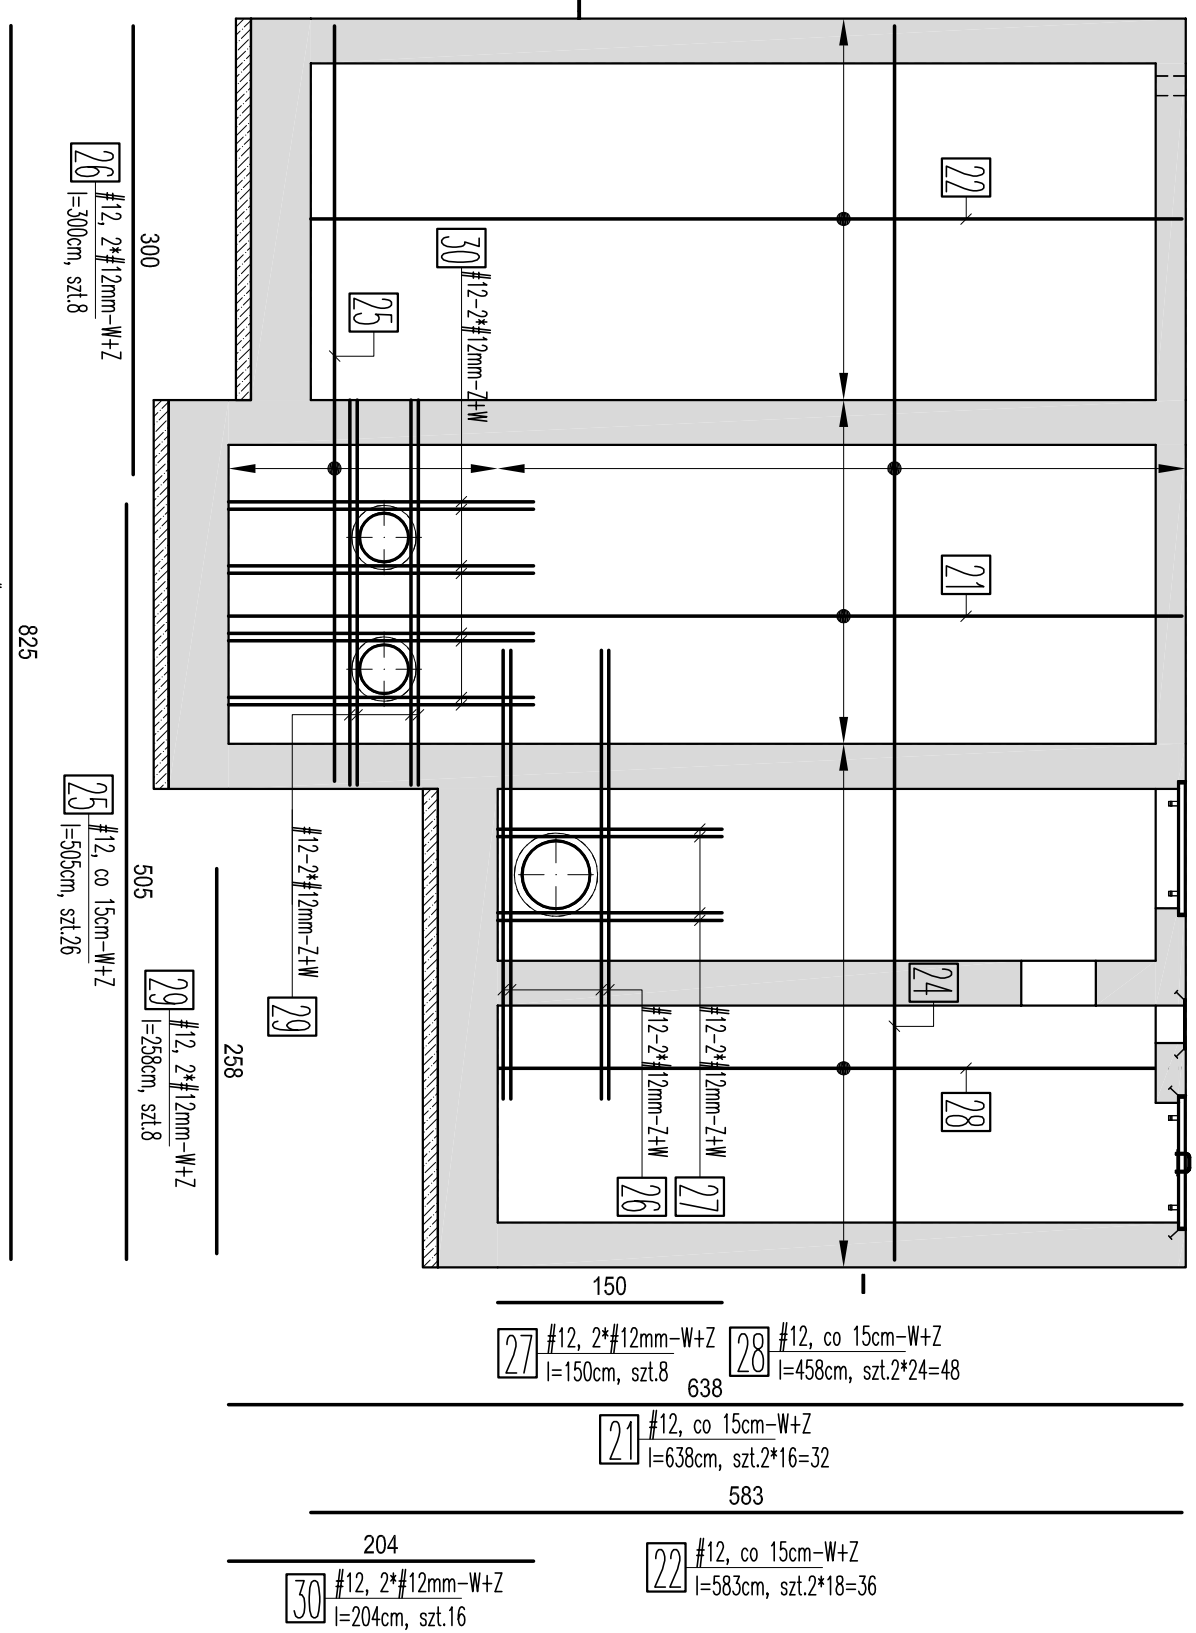 22
30
#12-2*#12mm-Z+W
25
26
#12, 2*#12mm-W+Z
l=300cm, szt.8
300
21
825
25
#12, co 15cm-W+Z
l=505cm, szt.26
505
#12-2*#12mm-Z+W
29
24
29
#12, 2*#12mm-W+Z
l=258cm, szt.8
258
#12-2*#12mm-Z+W
27
#12-2*#12mm-Z+W
26
28
150
27
#12, 2*#12mm-W+Z
l=150cm, szt.8
28
#12, co 15cm-W+Z
l=458cm, szt.2*24=48
638
21
#12, co 15cm-W+Z
l=638cm, szt.2*16=32
583
22
#12, co 15cm-W+Z
l=583cm, szt.2*18=36
204
30
#12, 2*#12mm-W+Z
l=204cm, szt.16